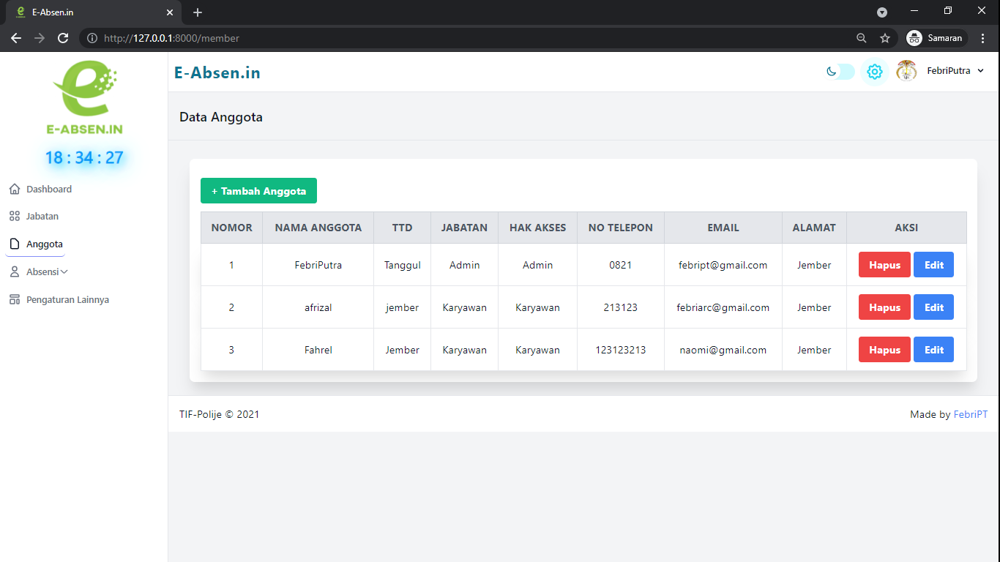 E-Absen.in
http://127.0.0.1:8000/member
Samaran
E-ABSEN.IN
18 : 34 : 27
Dashboard
Jabatan
Anggota
Absensi
Pengaturan Lainnya
E-Absen.in
FebriPutra
Data Anggota
+ Tambah Anggota
NOMOR NAMA ANGGOTA TTD JABATAN HAK AKSES NO TELEPON EMAIL ALAMAT AKSI
1 FebriPutra Tanggul Admin Admin 0821 febript@gmail.com Jember Hapus Edit
2 afrizal jember Karyawan Karyawan 213123 febriarc@gmail.com Jember Hapus Edit
3 Fahrel Jember Karyawan Karyawan 123123213 naomi@gmail.com Jember Hapus Edit
TIF-Polije © 2021
Made by FebriPT